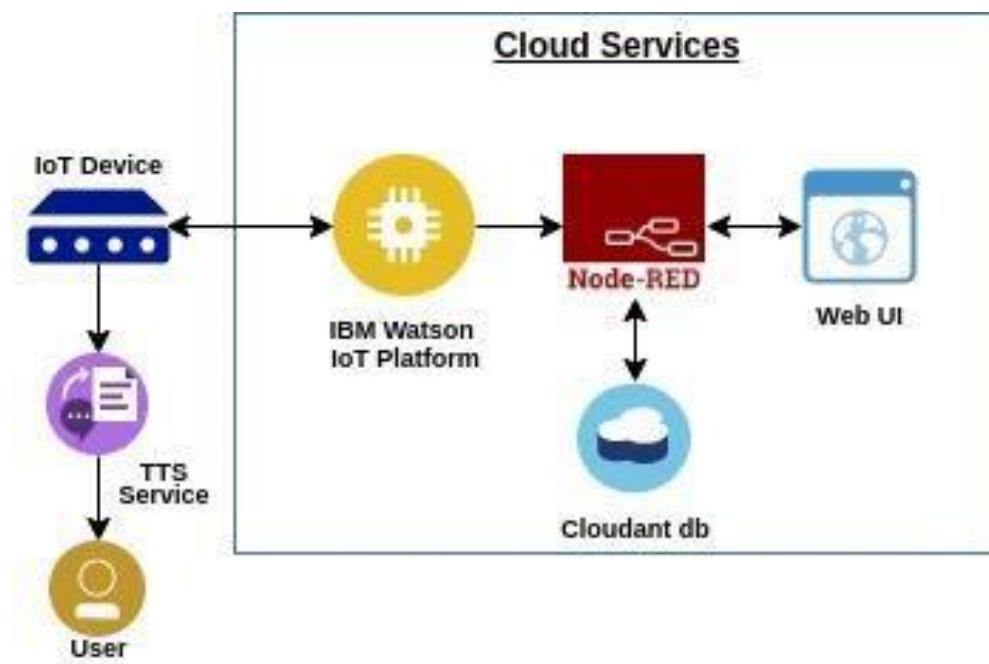 Cloud Services
IoT Device
IBM Watson
IoT Platform
Node-RED
Web UI
TTS
Service
Cloudant db
User